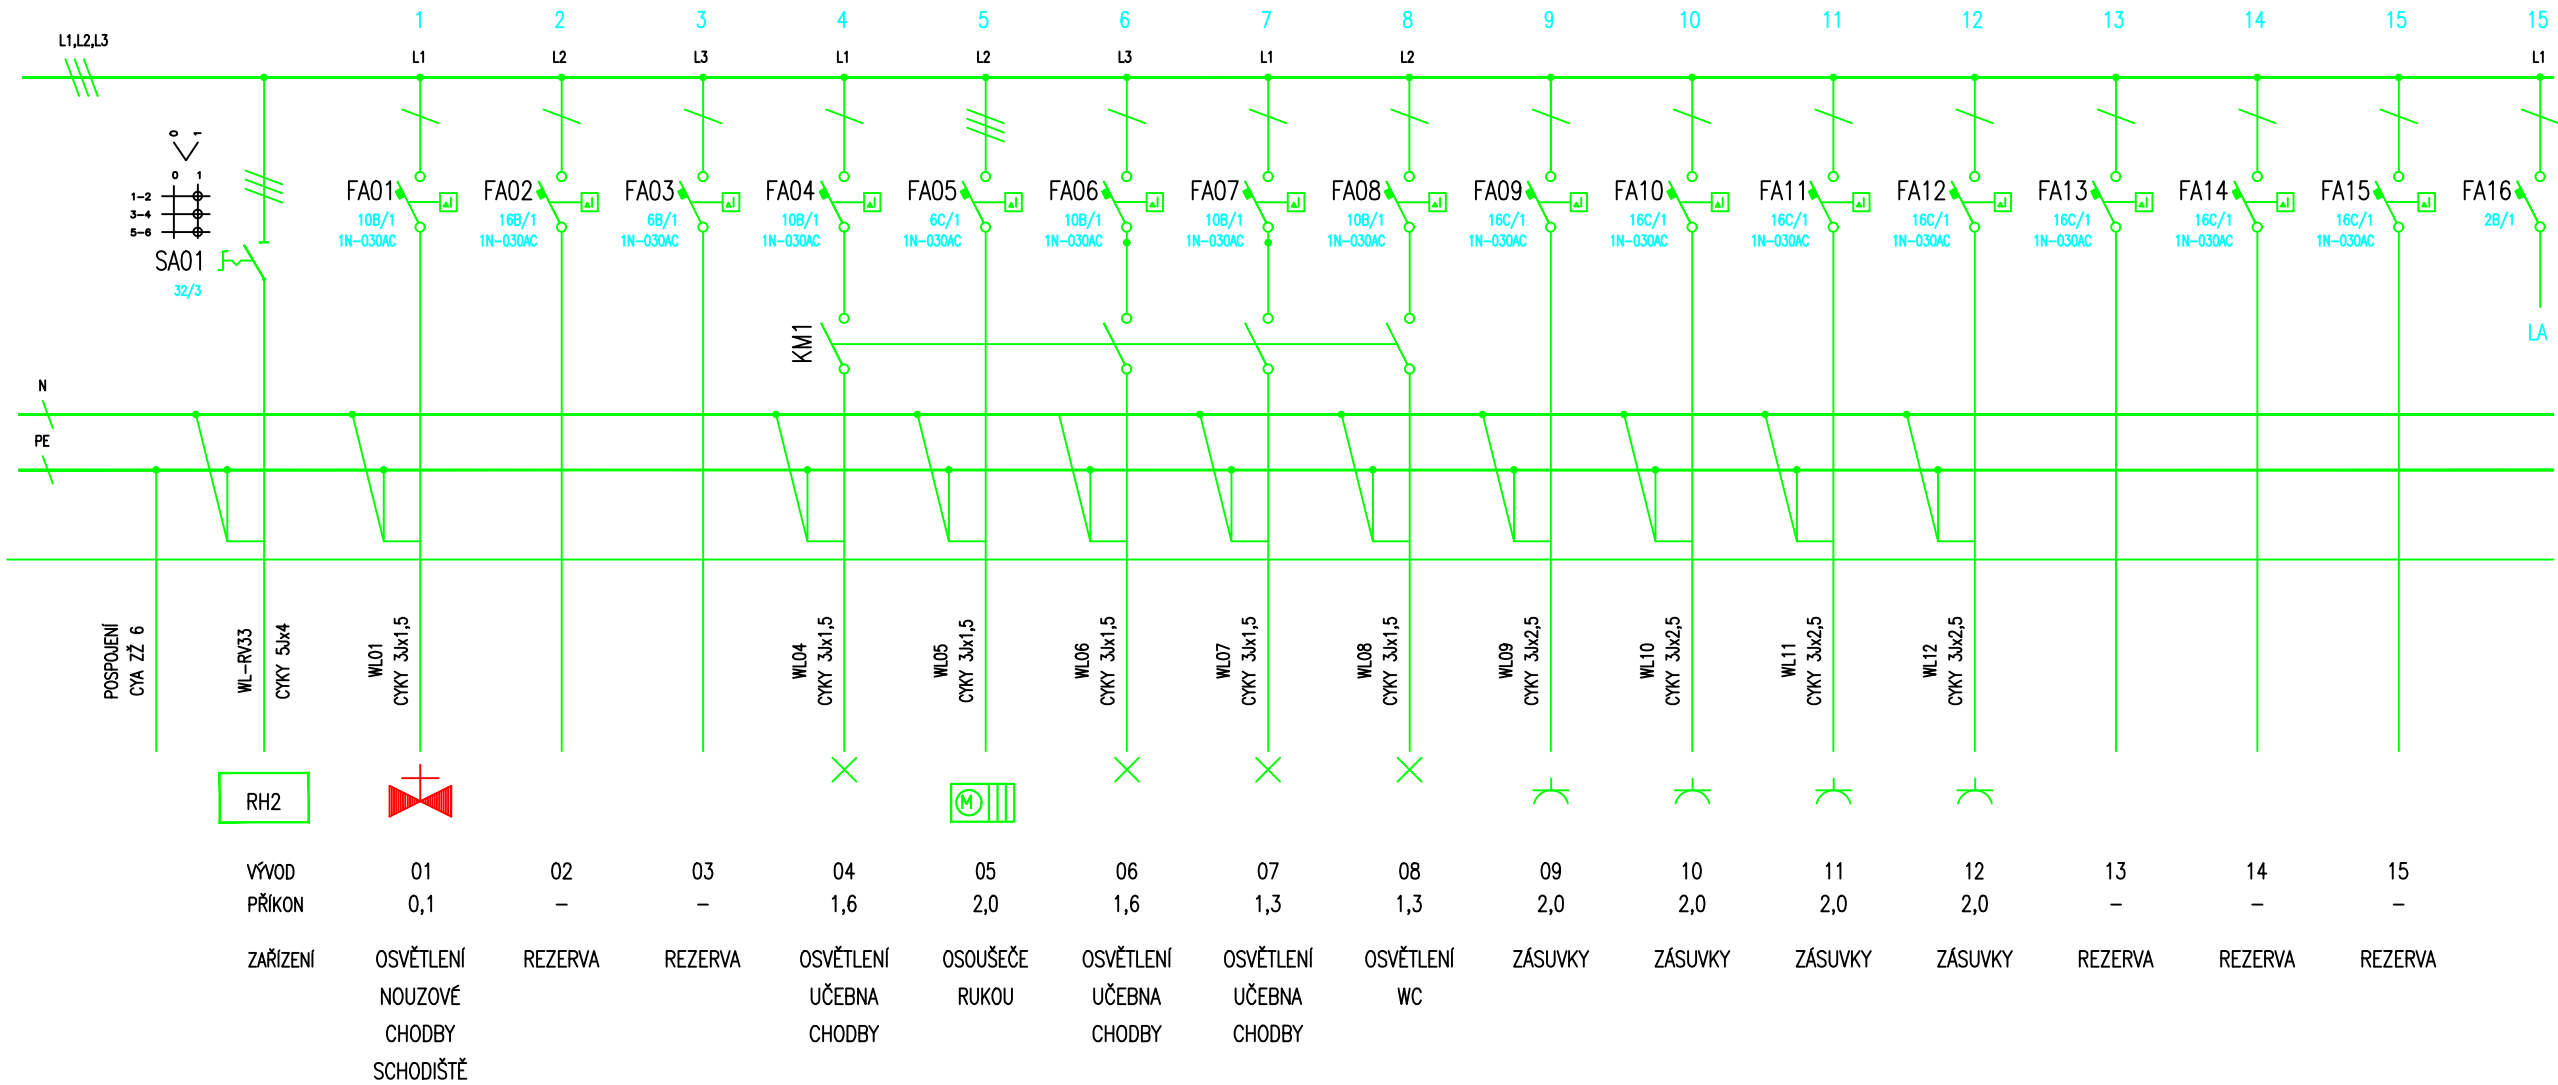 1 2 3 4 5 6 7 8 9 10 11 12 13 14 15 15
L1,L2,L3
L1 L2 L3 L1 L2 L3 L1 L2 L1
0 1
0 1
1-2
3-4
5-6
SA01
32/3
FA01
10B/1
1N-030AC
FA02
16B/1
1N-030AC
FA03
6B/1
1N-030AC
FA04
10B/1
1N-030AC
FA05
6C/1
1N-030AC
FA06
10B/1
1N-030AC
FA07
10B/1
1N-030AC
FA08
10B/1
1N-030AC
FA09
16C/1
1N-030AC
FA10
16C/1
1N-030AC
FA11
16C/1
1N-030AC
FA12
16C/1
1N-030AC
FA13
16C/1
1N-030AC
FA14
16C/1
1N-030AC
FA15
16C/1
1N-030AC
FA16
2B/1
LA
KM1
N
PE
POSPOJENÍ
CYA ZŽ 6
WL-RV33
CYKY 5Jx4
WL01
CYKY 3Jx1,5
WL04
CYKY 3Jx1,5
WL05
CYKY 3Jx1,5
WL06
CYKY 3Jx1,5
WL07
CYKY 3Jx1,5
WL08
CYKY 3Jx1,5
WL09
CYKY 3Jx2,5
WL10
CYKY 3Jx2,5
WL11
CYKY 3Jx2,5
WL12
CYKY 3Jx2,5
RH2
M
VÝVOD 01 02 03 04 05 06 07 08 09 10 11 12 13 14 15
PŘÍKON 0,1 - - 1,6 2,0 1,6 1,3 1,3 2,0 2,0 2,0 2,0 - - -
ZAŘÍZENÍ OSVĚTLENÍ REZERVA REZERVA OSVĚTLENÍ OSOUŠEČE OSVĚTLENÍ OSVĚTLENÍ OSVĚTLENÍ ZÁSUVKY ZÁSUVKY ZÁSUVKY ZÁSUVKY REZERVA REZERVA REZERVA
NOUZOVÉ UČEBNA RUKOU UČEBNA UČEBNA WC
CHODBY CHODBY CHODBY CHODBY
SCHODIŠTĚ